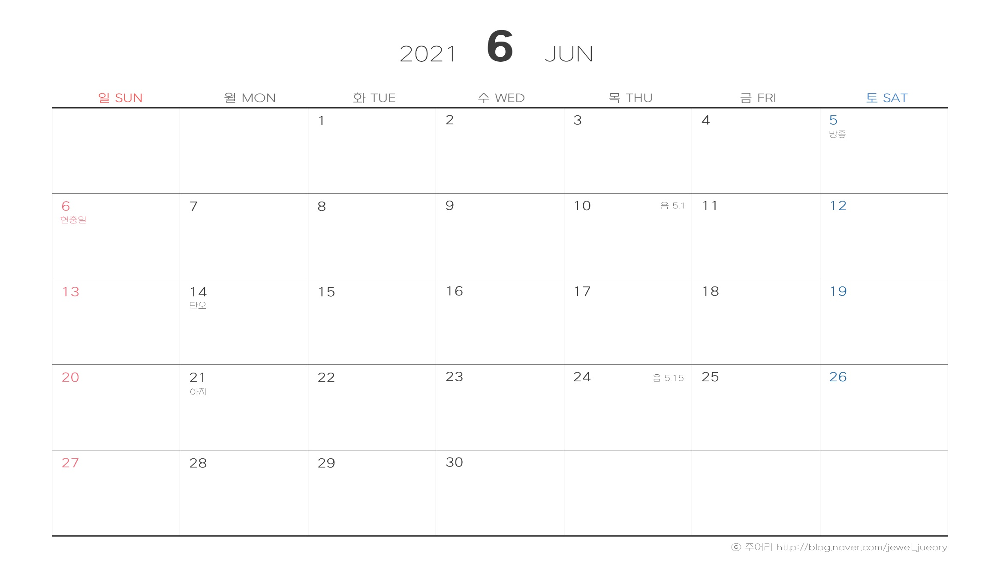 2021 6 JUN
일 SUN 월 MON 화 TUE 수 WED 목 THU 금 FRI 토 SAT
1 2 3 4 5
망종
6 7 8 9 10 음 5.1 11 12
현충일
13 14 15 16 17 18 19
단오
20 21 22 23 24 음 5.15 25 26
하지
27 28 29 30
ⓒ 주어리 http://blog.naver.com/jewel_jueory